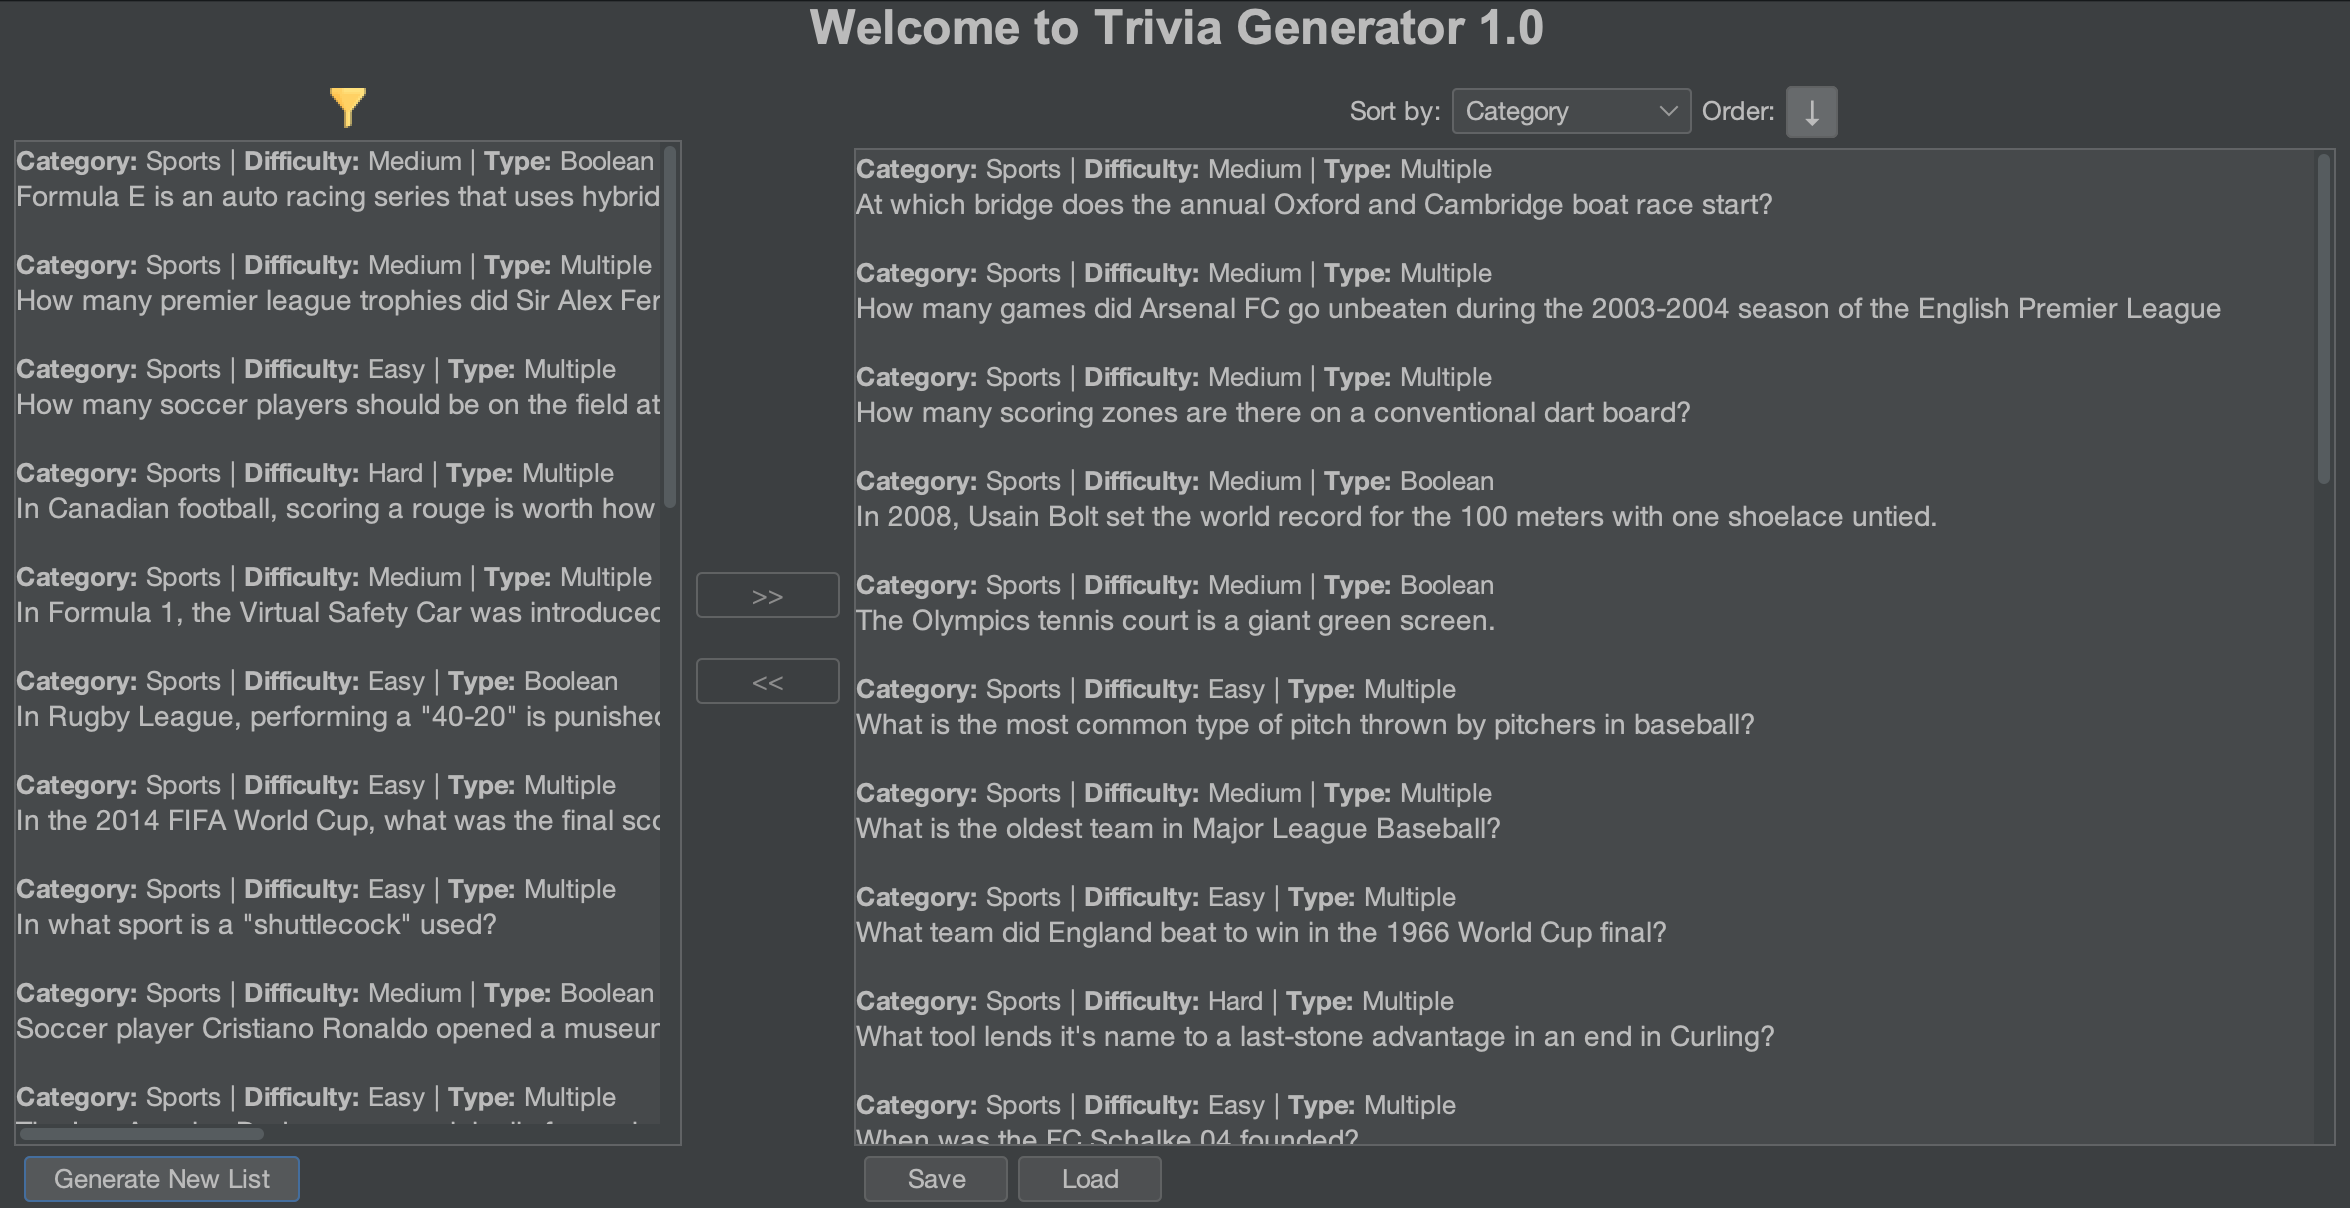 Welcome to Trivia Generator 1.0
Sort by: Category Order: ↓
Category: Sports | Difficulty: Medium | Type: Boolean
Formula E is an auto racing series that uses hybrid
Category: Sports | Difficulty: Medium | Type: Multiple
How many premier league trophies did Sir Alex Fer
Category: Sports | Difficulty: Easy | Type: Multiple
How many soccer players should be on the field at
Category: Sports | Difficulty: Hard | Type: Multiple
In Canadian football, scoring a rouge is worth how
Category: Sports | Difficulty: Medium | Type: Multiple
In Formula 1, the Virtual Safety Car was introduced
Category: Sports | Difficulty: Easy | Type: Boolean
In Rugby League, performing a "40-20" is punished
Category: Sports | Difficulty: Easy | Type: Multiple
In the 2014 FIFA World Cup, what was the final sco
Category: Sports | Difficulty: Easy | Type: Multiple
In what sport is a "shuttlecock" used?
Category: Sports | Difficulty: Medium | Type: Boolean
Soccer player Cristiano Ronaldo opened a museum
Category: Sports | Difficulty: Easy | Type: Multiple
Generate New List
>>
<<
Category: Sports | Difficulty: Medium | Type: Multiple
At which bridge does the annual Oxford and Cambridge boat race start?
Category: Sports | Difficulty: Medium | Type: Multiple
How many games did Arsenal FC go unbeaten during the 2003-2004 season of the English Premier League
Category: Sports | Difficulty: Medium | Type: Multiple
How many scoring zones are there on a conventional dart board?
Category: Sports | Difficulty: Medium | Type: Boolean
In 2008, Usain Bolt set the world record for the 100 meters with one shoelace untied.
Category: Sports | Difficulty: Medium | Type: Boolean
The Olympics tennis court is a giant green screen.
Category: Sports | Difficulty: Easy | Type: Multiple
What is the most common type of pitch thrown by pitchers in baseball?
Category: Sports | Difficulty: Medium | Type: Multiple
What is the oldest team in Major League Baseball?
Category: Sports | Difficulty: Easy | Type: Multiple
What team did England beat to win in the 1966 World Cup final?
Category: Sports | Difficulty: Hard | Type: Multiple
What tool lends it's name to a last-stone advantage in an end in Curling?
Category: Sports | Difficulty: Easy | Type: Multiple
When was the FC Schalke 04 founded?
Save Load